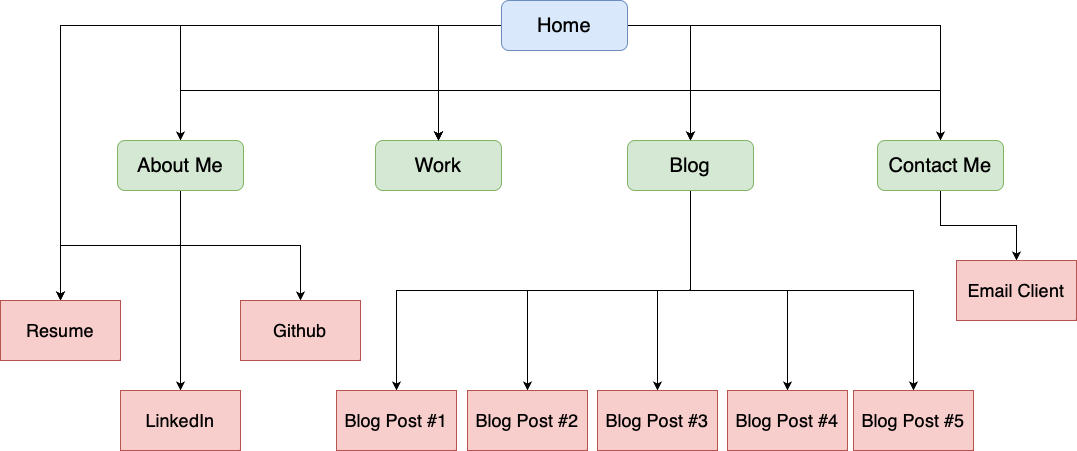 Home
About Me
Work
Blog
Contact Me
Email Client
Resume
Github
LinkedIn
Blog Post #1
Blog Post #2
Blog Post #3
Blog Post #4
Blog Post #5